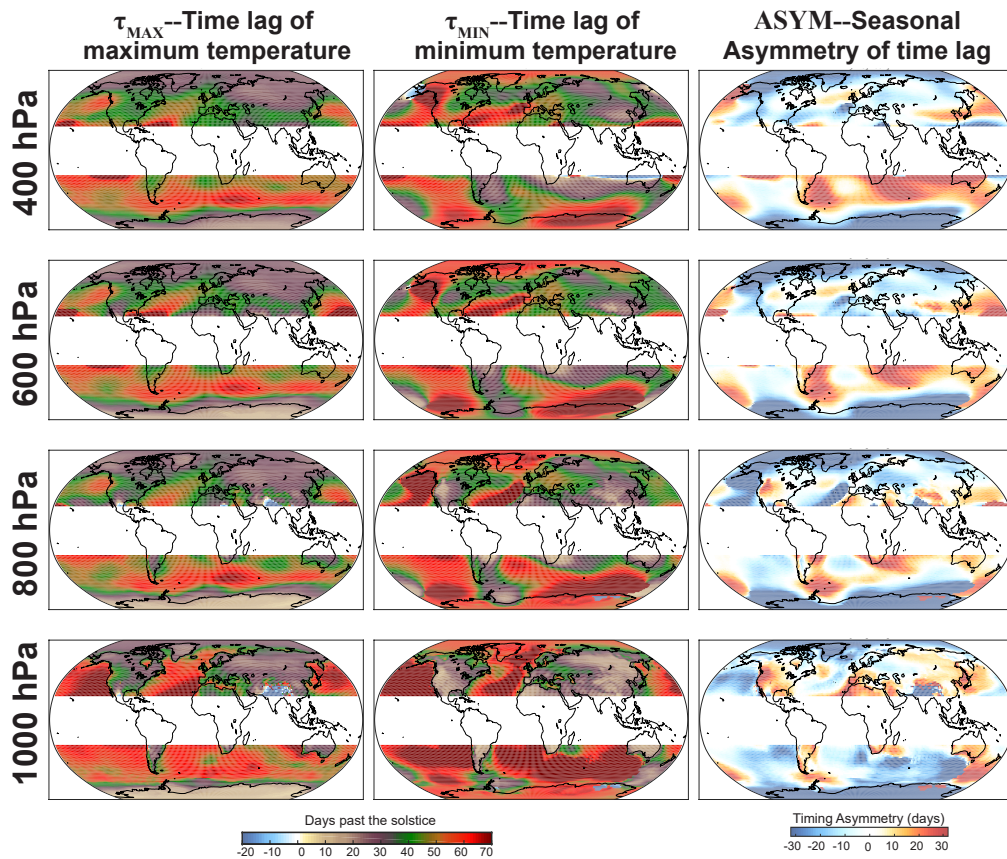 τMAX--Time lag of
maximum temperature
τMIN--Time lag of
minimum temperature
ASYM--Seasonal
Asymmetry of time lag
400 hPa
600 hPa
800 hPa
1000 hPa
Days past the solstice
-20 -10 0 10 20 30 40 50 60 70
Timing Asymmetry (days)
-30 -20 -10 0 10 20 30